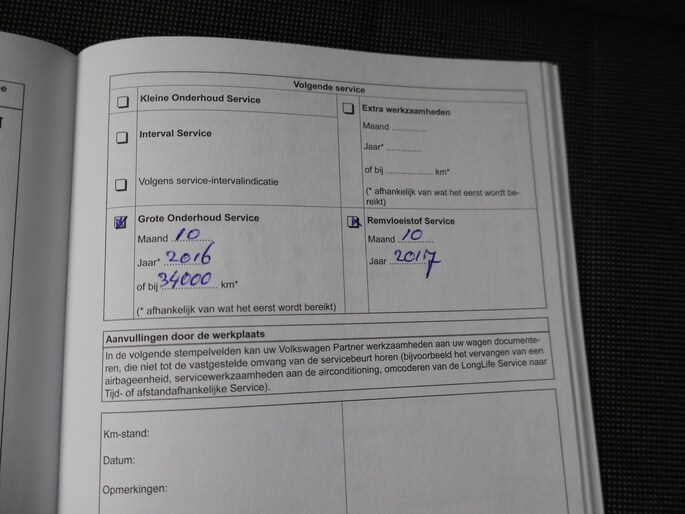 Volgende service
Kleine Onderhoud Service
Interval Service
Volgens service-intervalindicatie
Extra werkzaamheden
Maand ............
Jaar* ..............
of bij .................. km*
(* afhankelijk van wat het eerst wordt be-
reikt)
Grote Onderhoud Service
Maand 10
Jaar* 2016
of bij 34000 km*
(* afhankelijk van wat het eerst wordt bereikt)
Remvloeistof Service
Maand 10
Jaar 2017
Aanvullingen door de werkplaats
In de volgende stempelvelden kan uw Volkswagen Partner werkzaamheden aan uw wagen documente-
ren, die niet tot de vastgestelde omvang van de servicebeurt horen (bijvoorbeeld het vervangen van een
airbageenheid, servicewerkzaamheden aan de airconditioning, omcoderen van de LongLife Service naar
Tijd- of afstandafhankelijke Service).
Km-stand:
Datum:
Opmerkingen: